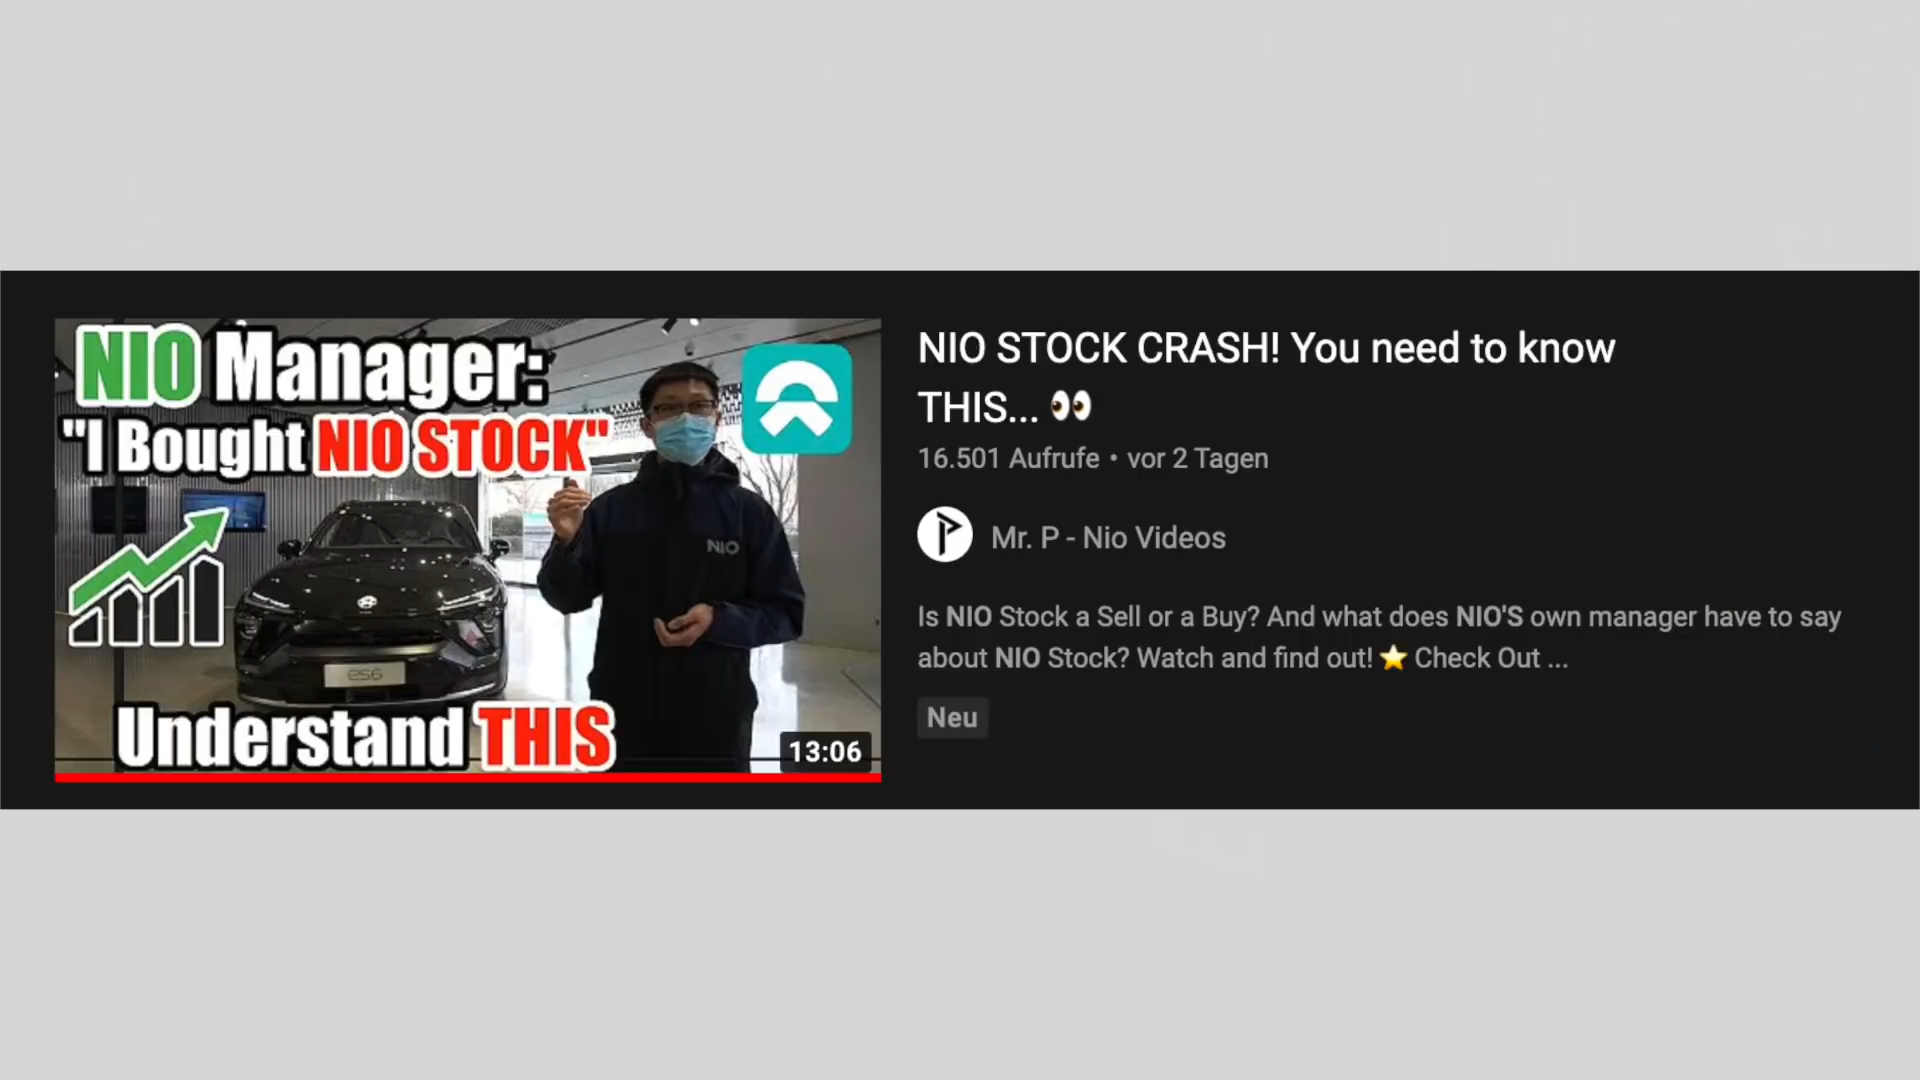 NIO Manager:
"I Bought NIO STOCK"
NIO
es6
Understand THIS
13:06
NIO STOCK CRASH! You need to know
THIS... 👀
16.501 Aufrufe • vor 2 Tagen
Mr. P - Nio Videos
Is NIO Stock a Sell or a Buy? And what does NIO'S own manager have to say
about NIO Stock? Watch and find out! ⭐ Check Out ...
Neu